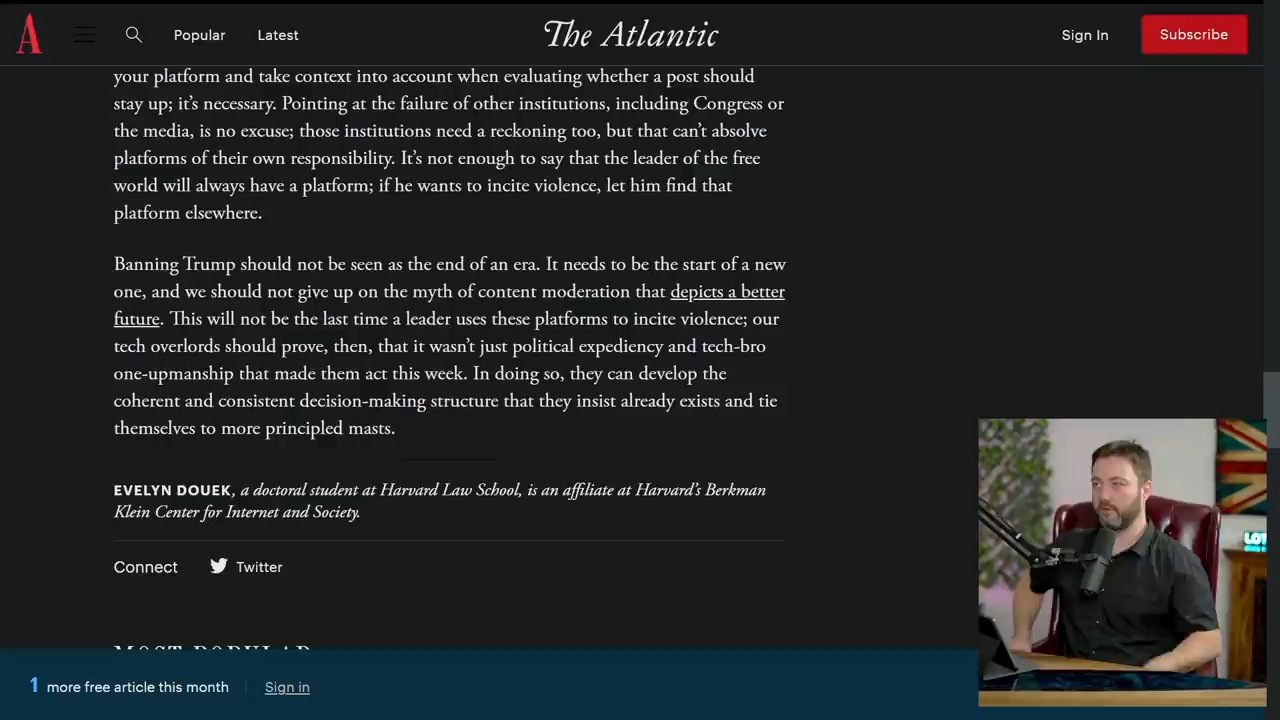 A
Popular
Latest
The Atlantic
Sign In
Subscribe
your platform and take context into account when evaluating whether a post should
stay up; it’s necessary. Pointing at the failure of other institutions, including Congress or
the media, is no excuse; those institutions need a reckoning too, but that can’t absolve
platforms of their own responsibility. It’s not enough to say that the leader of the free
world will always have a platform; if he wants to incite violence, let him find that
platform elsewhere.
Banning Trump should not be seen as the end of an era. It needs to be the start of a new
one, and we should not give up on the myth of content moderation that depicts a better
future. This will not be the last time a leader uses these platforms to incite violence; our
tech overlords should prove, then, that it wasn’t just political expediency and tech-bro
one-upmanship that made them act this week. In doing so, they can develop the
coherent and consistent decision-making structure that they insist already exists and tie
themselves to more principled masts.
EVELYN DOUEK, a doctoral student at Harvard Law School, is an affiliate at Harvard’s Berkman
Klein Center for Internet and Society.
Connect
Twitter
MOST POPULAR
1 more free article this month
Sign in